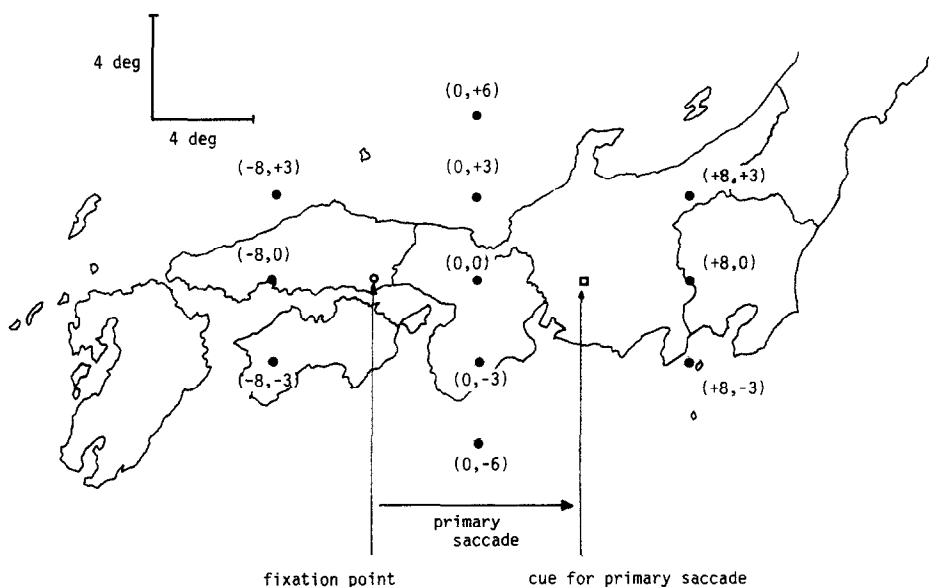 4 deg
4 deg
(0,+6)
(-8,+3)
(0,+3)
(+8,+3)
(-8,0)
(0,0)
(+8,0)
(-8,-3)
(0,-3)
(+8,-3)
(0,-6)
primary
saccade
fixation point
cue for primary saccade